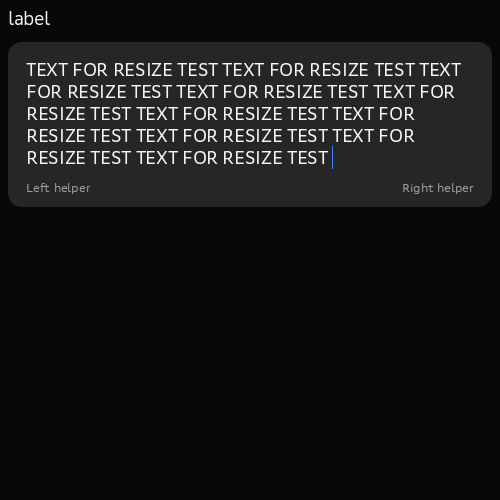 label
TEXT FOR RESIZE TEST TEXT FOR RESIZE TEST TEXT
FOR RESIZE TEST TEXT FOR RESIZE TEST TEXT FOR
RESIZE TEST TEXT FOR RESIZE TEST TEXT FOR
RESIZE TEST TEXT FOR RESIZE TEST TEXT FOR
RESIZE TEST TEXT FOR RESIZE TEST
Left helper
Right helper